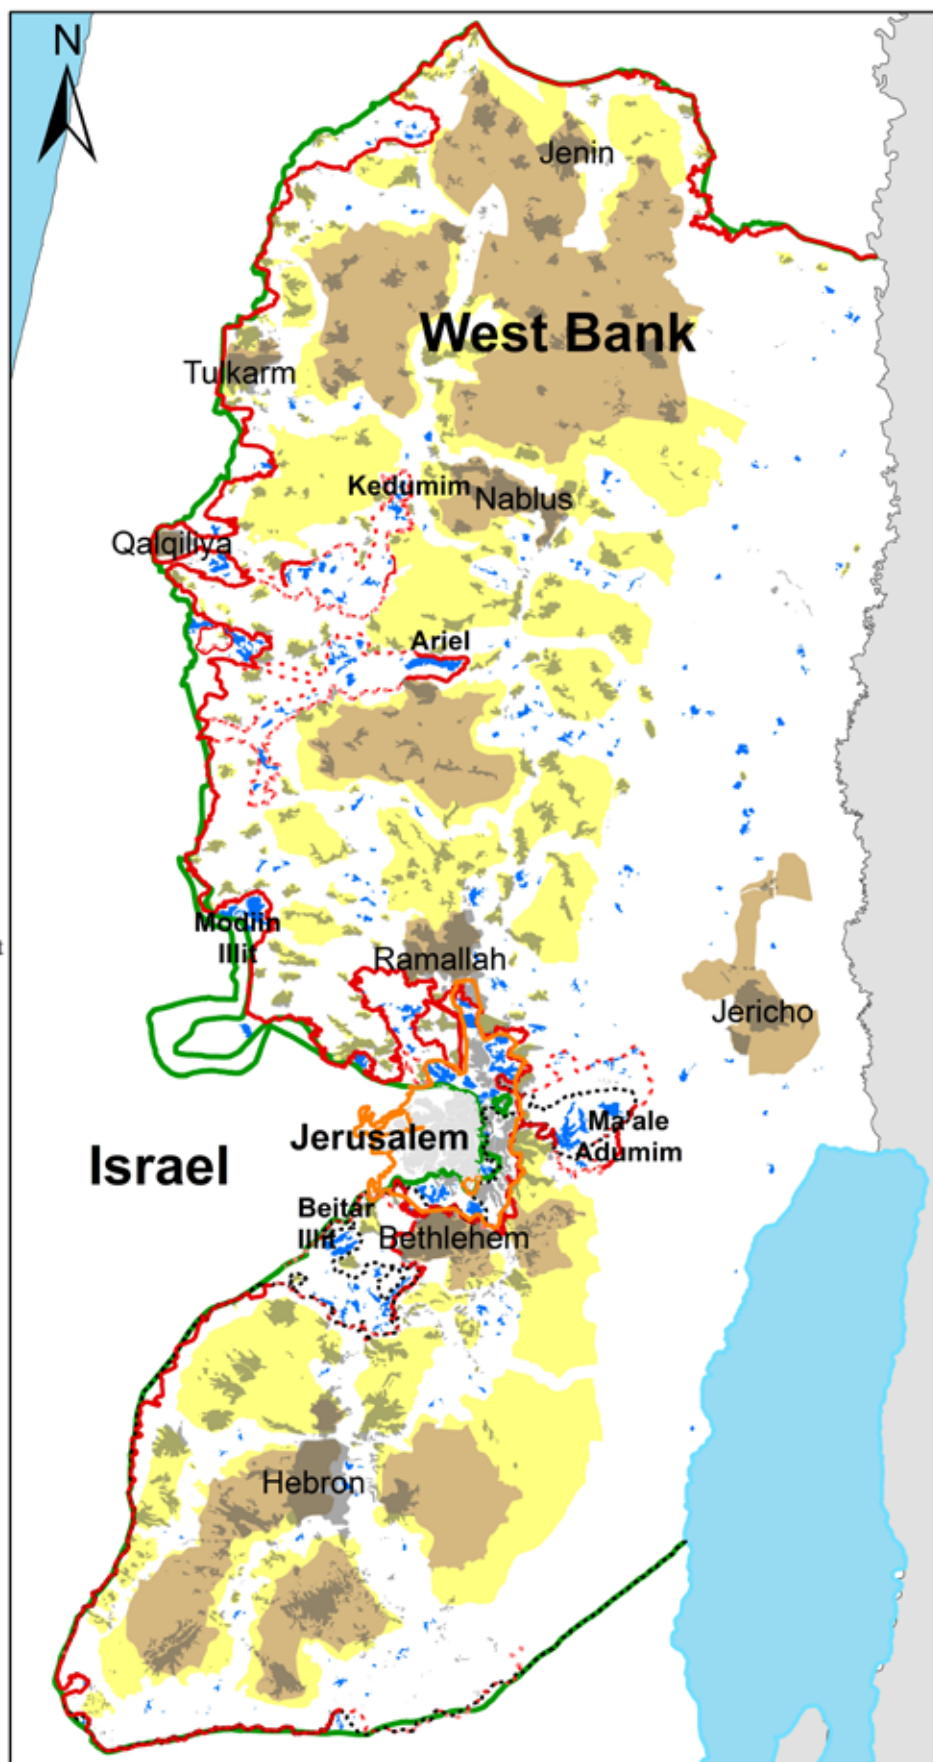 N
Jenin
West Bank
Tulkarm
Kedumim
Nablus
Qalqiliya
Ariel
Modiin
Illit
Ramallah
t
Jericho
Jerusalem
Ma'ale
Adumim
Israel
Beitar
Illit
Bethlehem
Hebron